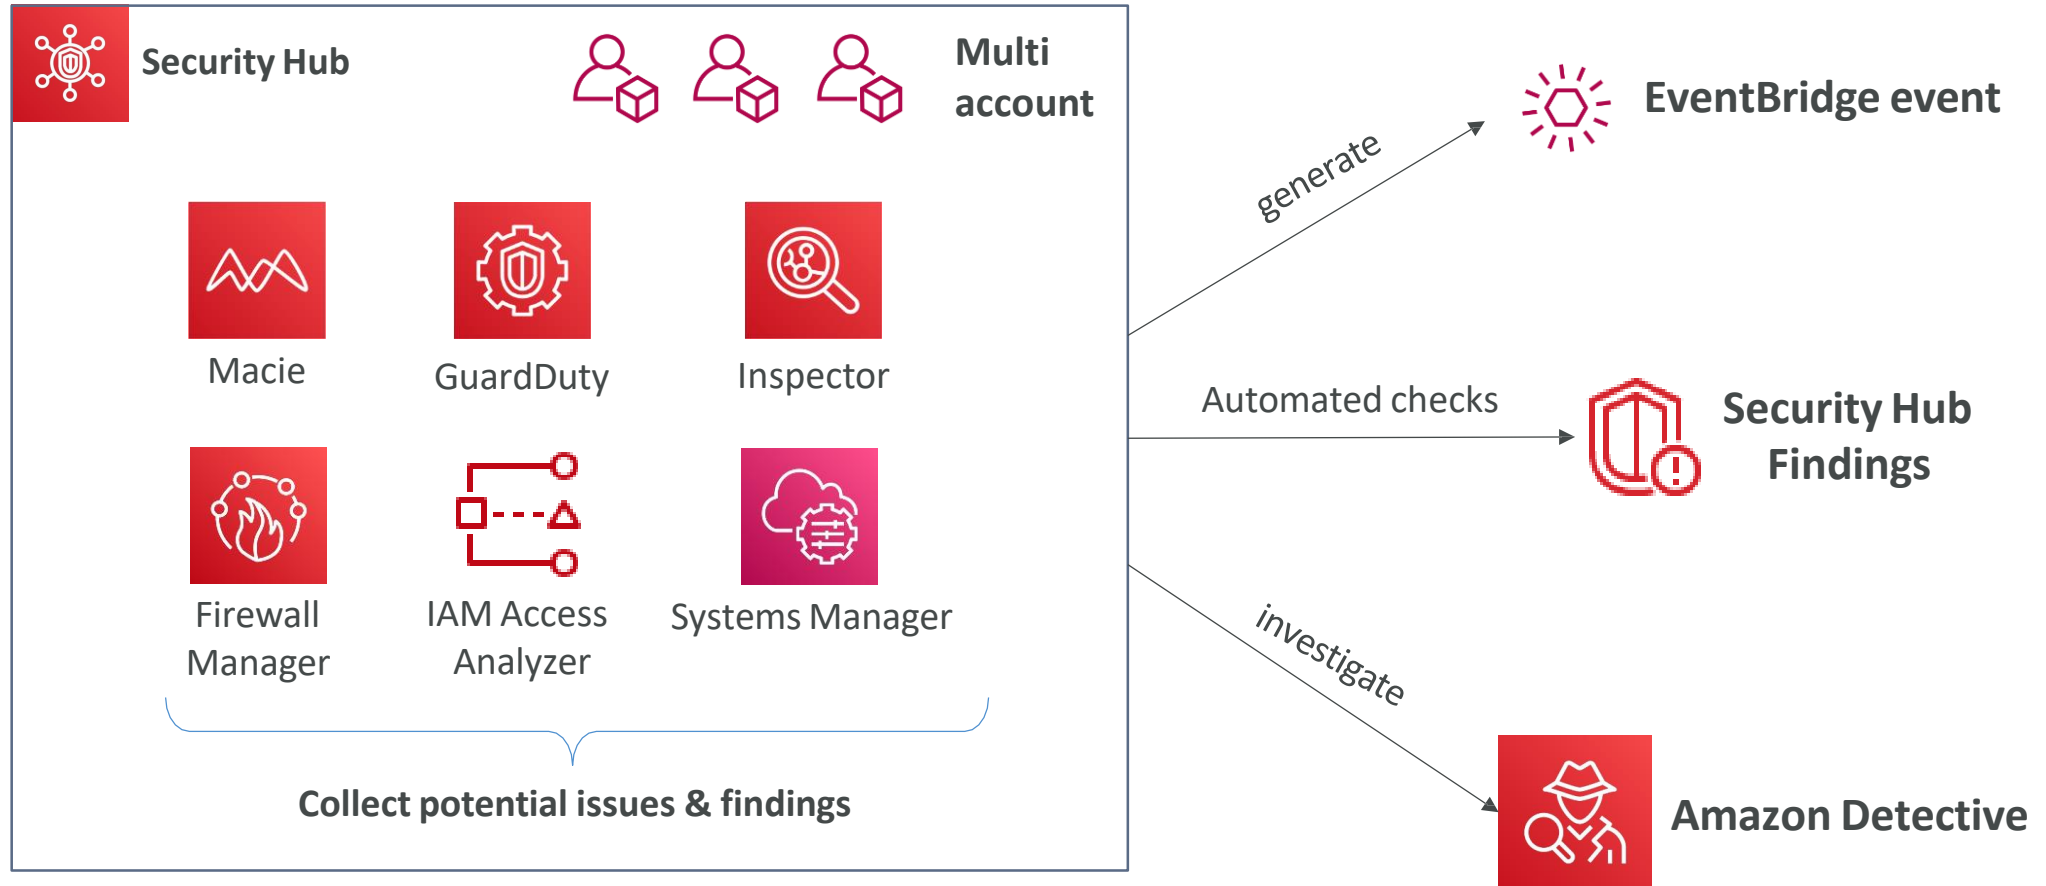 Security Hub
Multi
account
Macie
GuardDuty
Inspector
Firewall
Manager
IAM Access
Analyzer
Systems Manager
Collect potential issues & findings
generate
EventBridge event
Automated checks
Security Hub
Findings
investigate
Amazon Detective